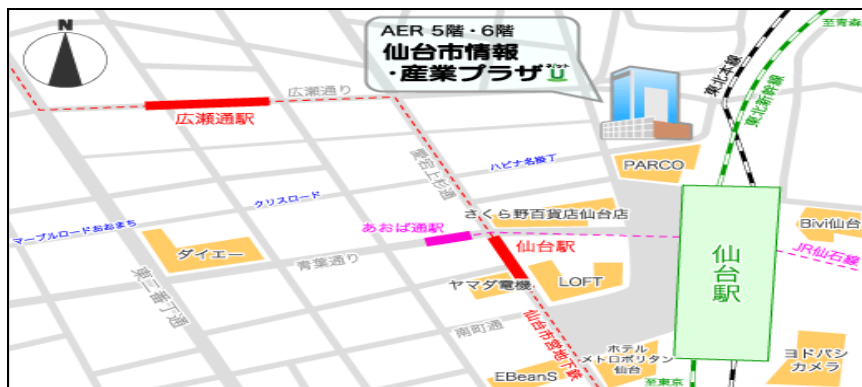 N
AER 5階・6階
仙台市情報
・産業プラザ
ネット
U
至青森
東北本線
東北新幹線
広瀬通り
広瀬通駅
愛宕上杉通
ハピナ名掛丁
PARCO
クリスロード
さくら野百貨店仙台店
マーブルロードおおまち
あおば通駅
Bivi仙台
ダイエー
仙台駅
仙台駅
JR仙石線
青葉通り
ヤマダ電機
LOFT
東二番丁通
南町通
仙台市営地下鉄
ホテル
メトロポリタン
仙台
ヨドバシ
カメラ
EBeanS
至東京